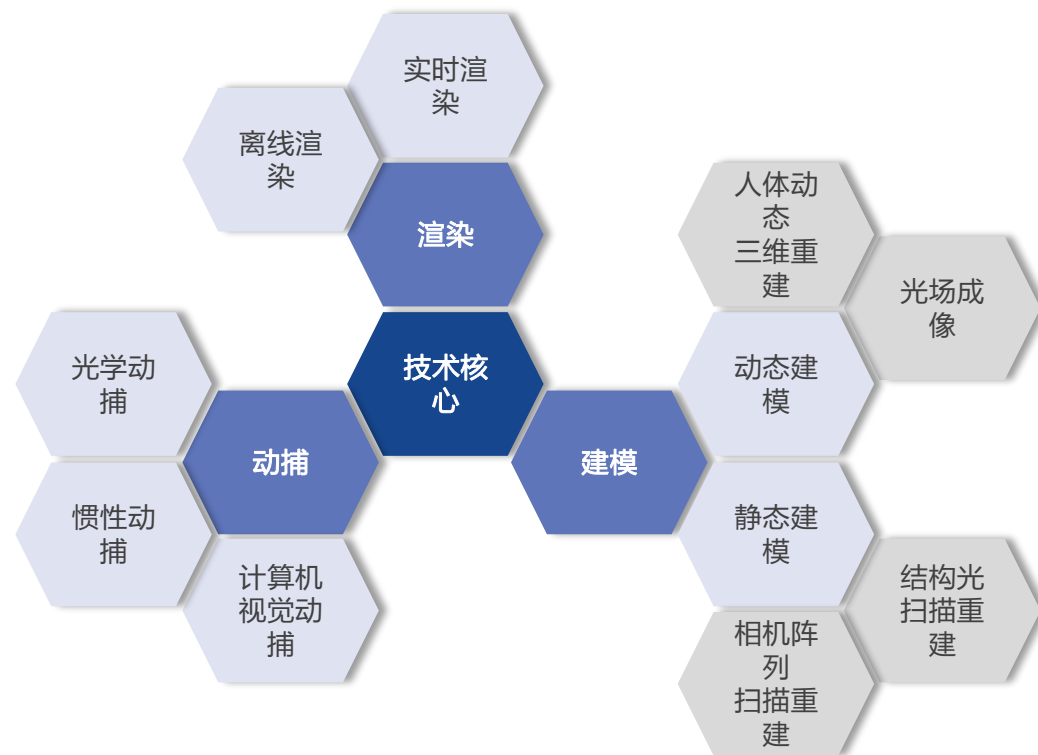 实时渲
染
离线渲
染
渲染
技术核
心
光学动
捕
动捕
惯性动
捕
计算机
视觉动
捕
建模
人体动
态
三维重
建
光场成
像
动态建
模
静态建
模
结构光
扫描重
建
相机阵
列
扫描重
建